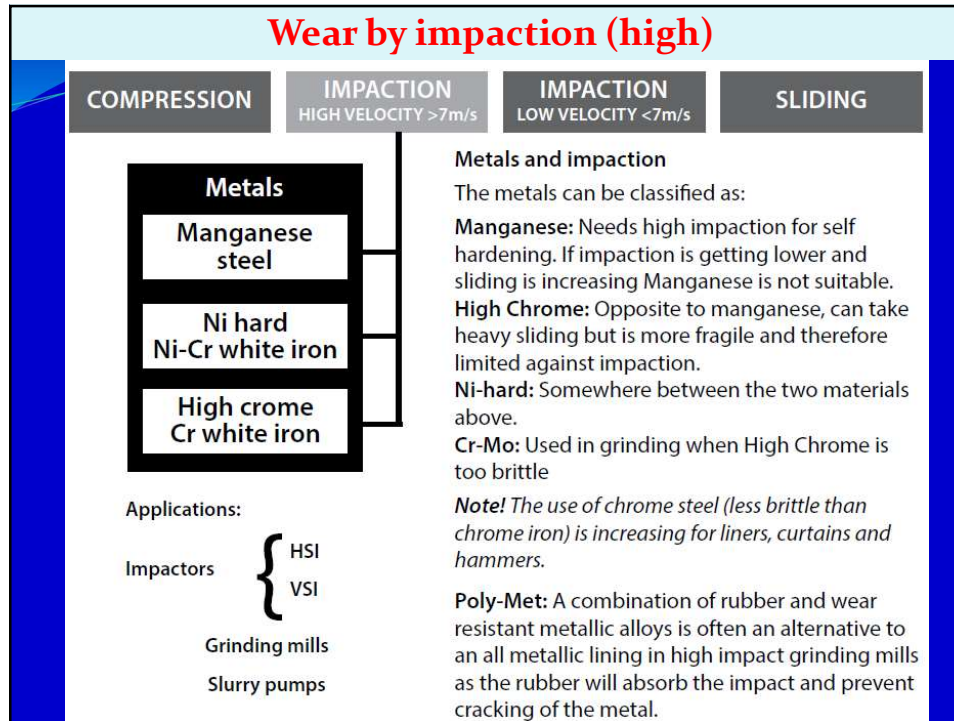 Wear by impaction (high)
COMPRESSION
IMPACTION
HIGH VELOCITY >7m/s
IMPACTION
LOW VELOCITY <7m/s
SLIDING
Metals
Manganese
steel
Ni hard
Ni-Cr white iron
High crome
Cr white iron
Applications:
Impactors
{
HSI
VSI
Grinding mills
Slurry pumps
Metals and impaction
The metals can be classified as:
Manganese: Needs high impaction for self
hardening. If impaction is getting lower and
sliding is increasing Manganese is not suitable.
High Chrome: Opposite to manganese, can take
heavy sliding but is more fragile and therefore
limited against impaction.
Ni-hard: Somewhere between the two materials
above.
Cr-Mo: Used in grinding when High Chrome is
too brittle
Note! The use of chrome steel (less brittle than
chrome iron) is increasing for liners, curtains and
hammers.
Poly-Met: A combination of rubber and wear
resistant metallic alloys is often an alternative to
an all metallic lining in high impact grinding mills
as the rubber will absorb the impact and prevent
cracking of the metal.